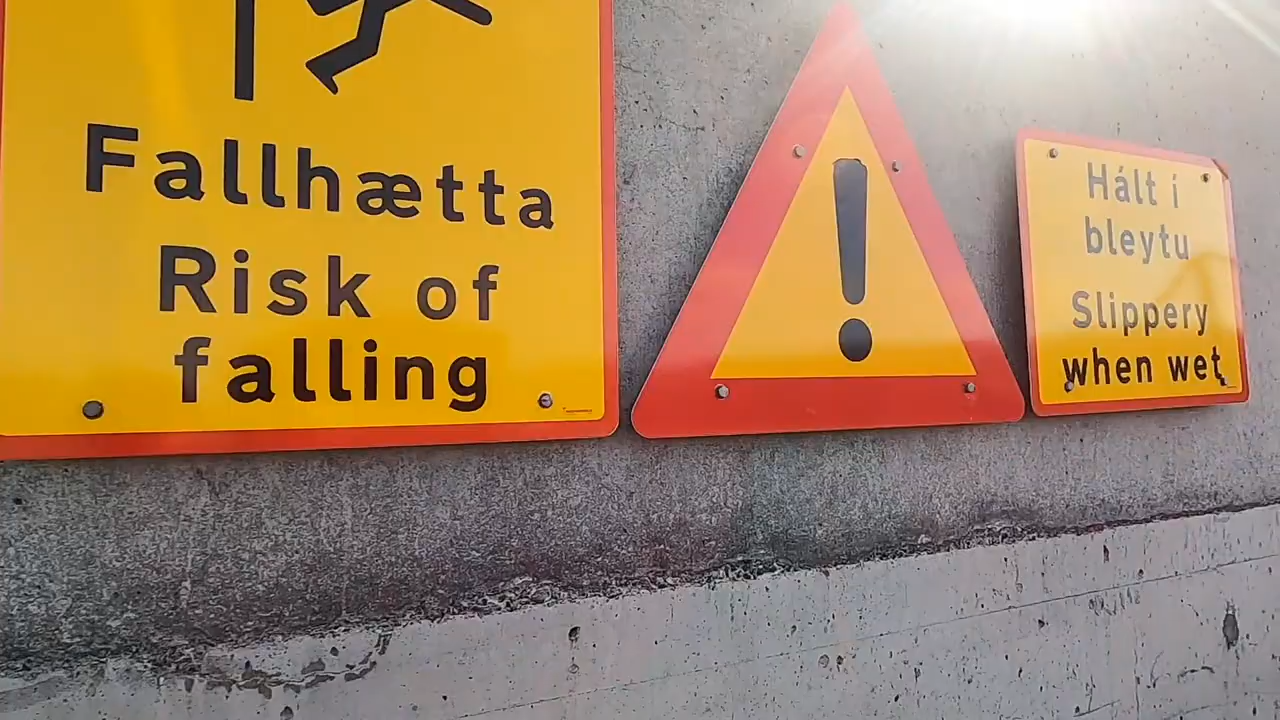 Fallhætta
Risk of
falling
!
Hált í
bleytu
Slippery
when wet